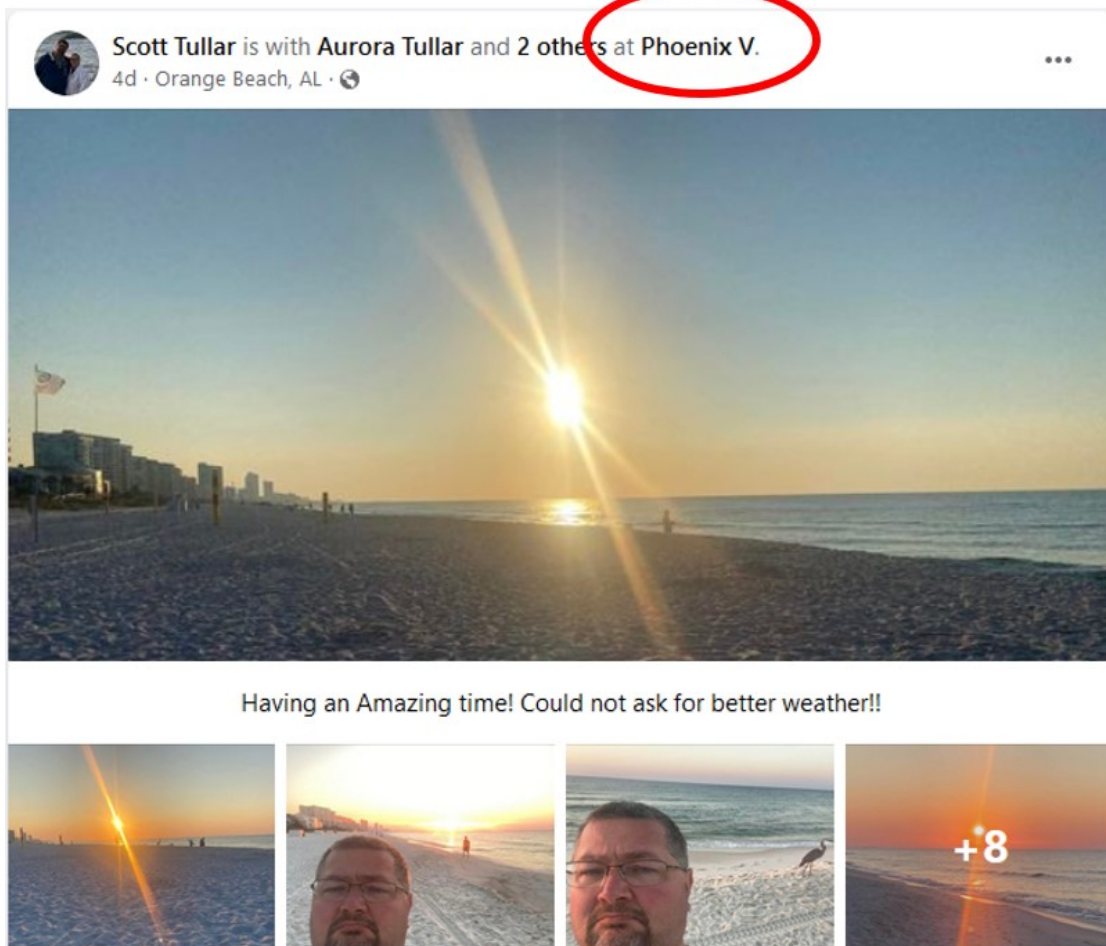 Scott Tullar is with Aurora Tullar and 2 others at Phoenix V.
4d · Orange Beach, AL ·
Having an Amazing time! Could not ask for better weather!!
+8